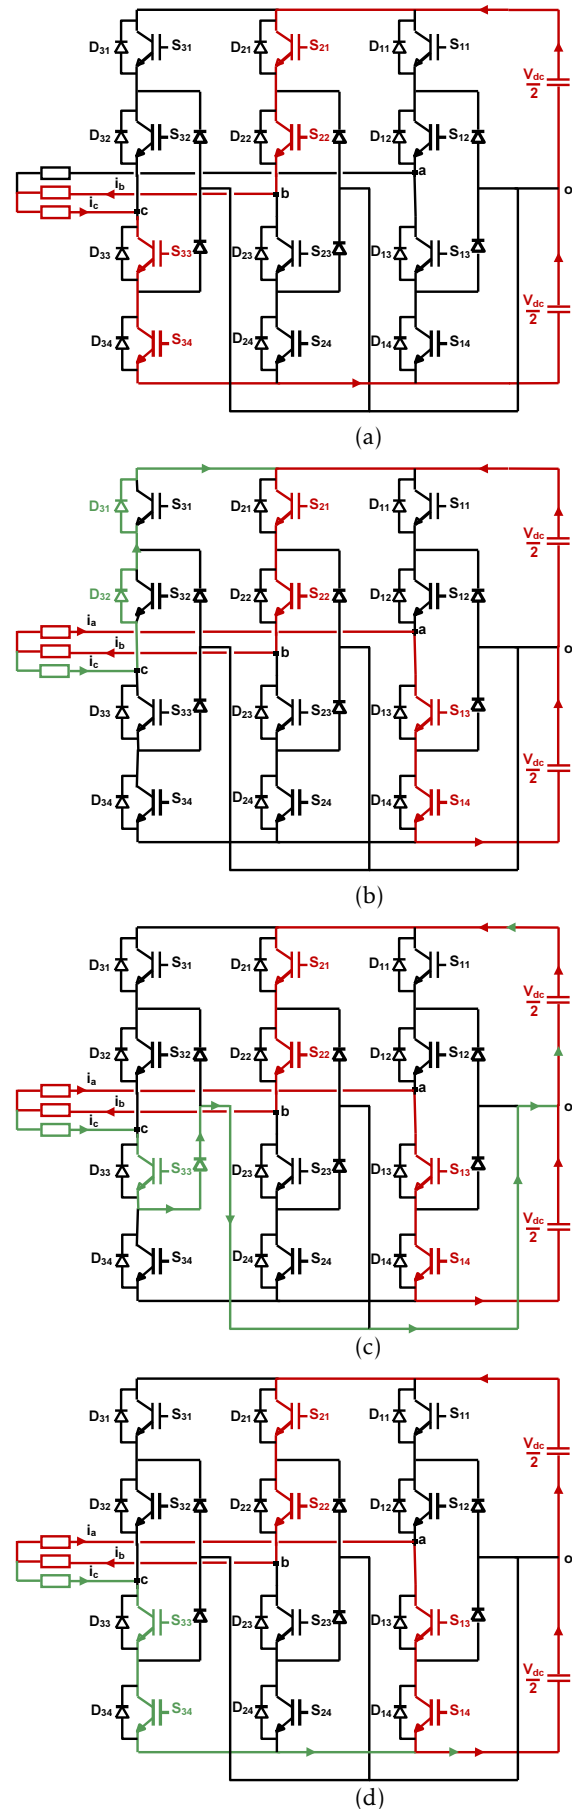 D31 S31 D21 S21 D11 S11 Vdc
2
D32 S32 D22 S22 D12 S12
a
ib b o
ic c
D33 S33 D23 S23 D13 S13
Vdc
2
D34 S34 D24 S24 D14 S14
(a)
D31 S31 D21 S21 D11 S11
Vdc
2
D32 S32 D22 S22 D12 S12
ia a
ib b o
ic c
D33 S33 D23 S23 D13 S13
Vdc
2
D34 S34 D24 S24 D14 S14
(b)
D31 S31 D21 S21 D11 S11
Vdc
2
D32 S32 D22 S22 D12 S12
ia a
ib b o
ic c
D33 S33 D23 S23 D13 S13
Vdc
2
D34 S34 D24 S24 D14 S14
(c)
D31 S31 D21 S21 D11 S11
Vdc
2
D32 S32 D22 S22 D12 S12
ia a
ib b o
ic c
D33 S33 D23 S23 D13 S13
Vdc
2
D34 S34 D24 S24 D14 S14
(d)